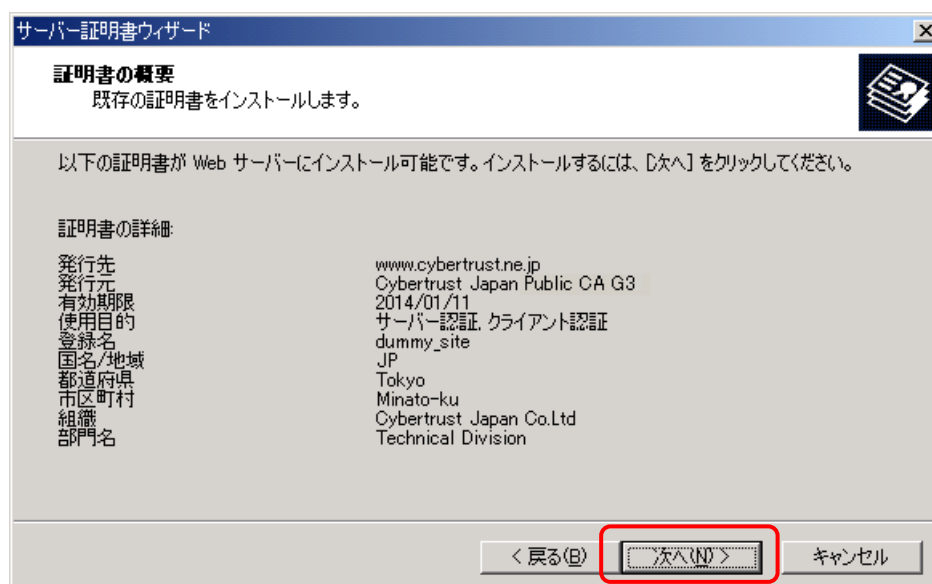 サーバー証明書ウィザード
証明書の概要
既存の証明書をインストールします。
以下の証明書が Web サーバーにインストール可能です。インストールするには、[次へ] をクリックしてください。
証明書の詳細:
発行先 www.cybertrust.ne.jp
発行元 Cybertrust Japan Public CA G3
有効期限 2014/01/11
使用目的 サーバー認証, クライアント認証
登録名 dummy_site
国名/地域 JP
都道府県 Tokyo
市区町村 Minato-ku
組織 Cybertrust Japan Co.Ltd
部門名 Technical Division
< 戻る(B) 次へ(N) > キャンセル